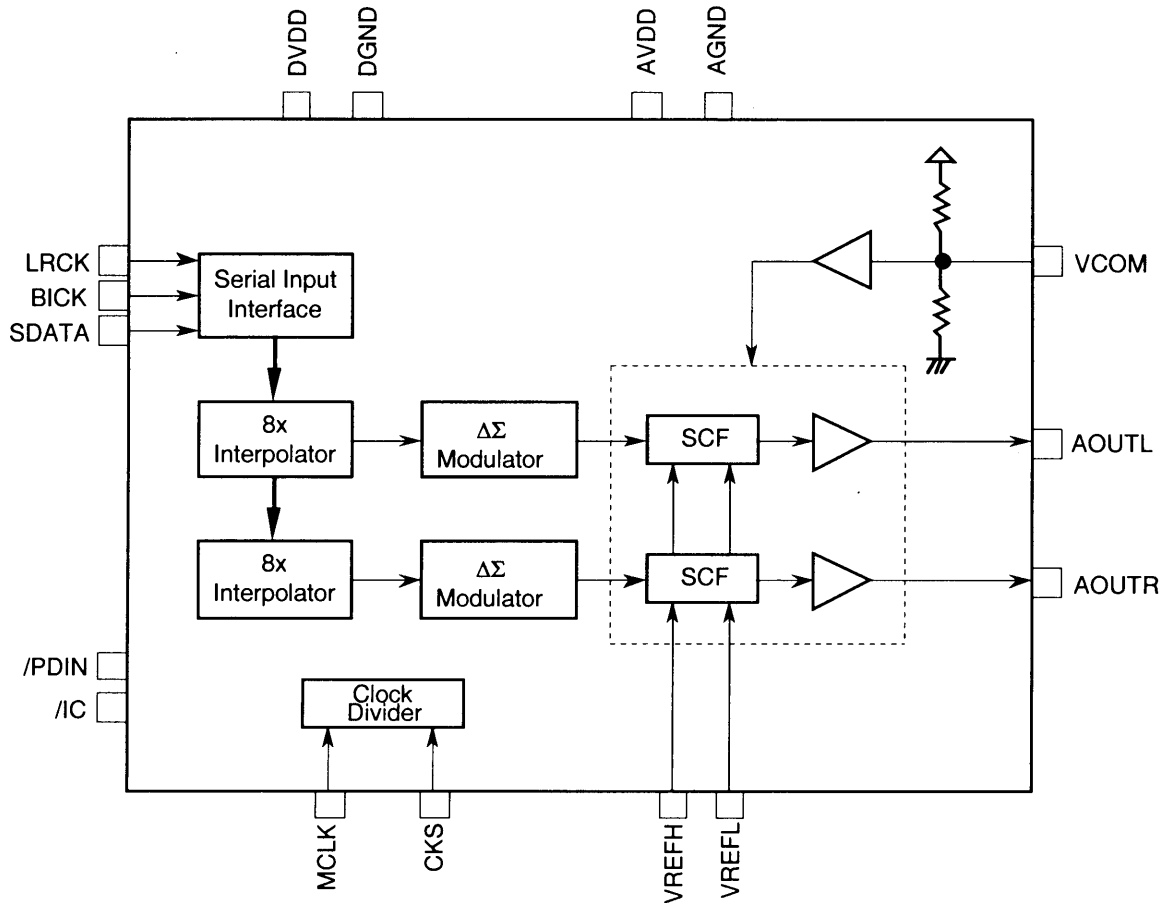 DVDD
DGND
AVDD
AGND
LRCK
BICK
SDATA
Serial Input
Interface
VCOM
8x
Interpolator
ΔΣ
Modulator
SCF
AOUTL
8x
Interpolator
ΔΣ
Modulator
SCF
AOUTR
/PDIN
/IC
Clock
Divider
MCLK
CKS
VREFH
VREFL